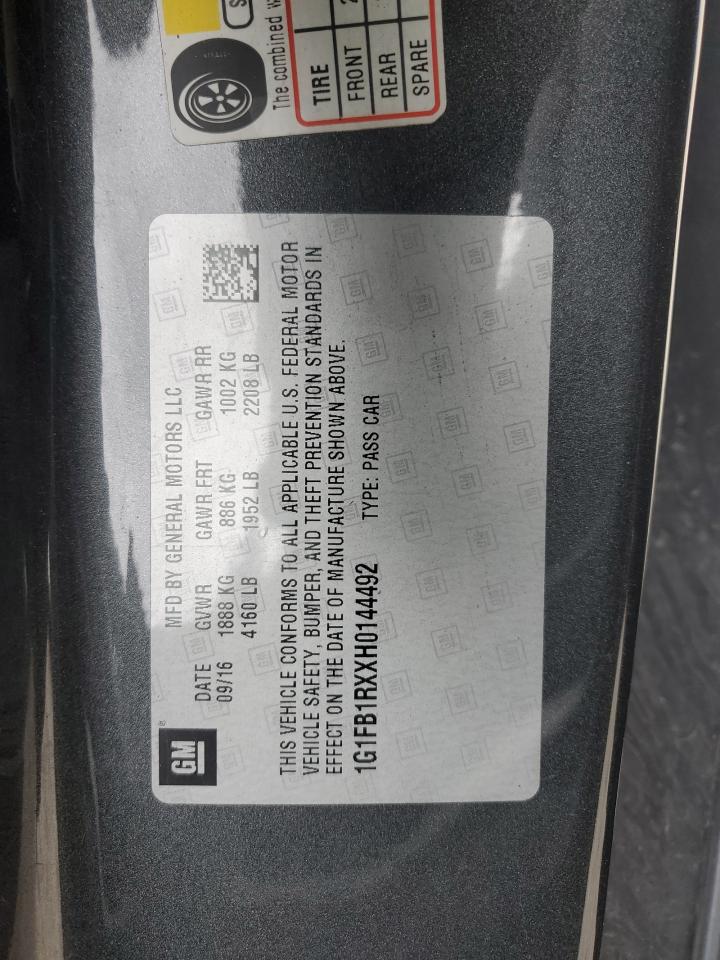 GM
MFD BY GENERAL MOTORS LLC
DATE GVWR GAWR FRT GAWR RR
09/16 1888 KG 886 KG 1002 KG
4160 LB 1952 LB 2208 LB
THIS VEHICLE CONFORMS TO ALL APPLICABLE U.S. FEDERAL MOTOR
VEHICLE SAFETY, BUMPER, AND THEFT PREVENTION STANDARDS IN
EFFECT ON THE DATE OF MANUFACTURE SHOWN ABOVE.
1G1FB1RXXH0144492 TYPE: PASS CAR
The combined
TIRE
FRONT
REAR
SPARE